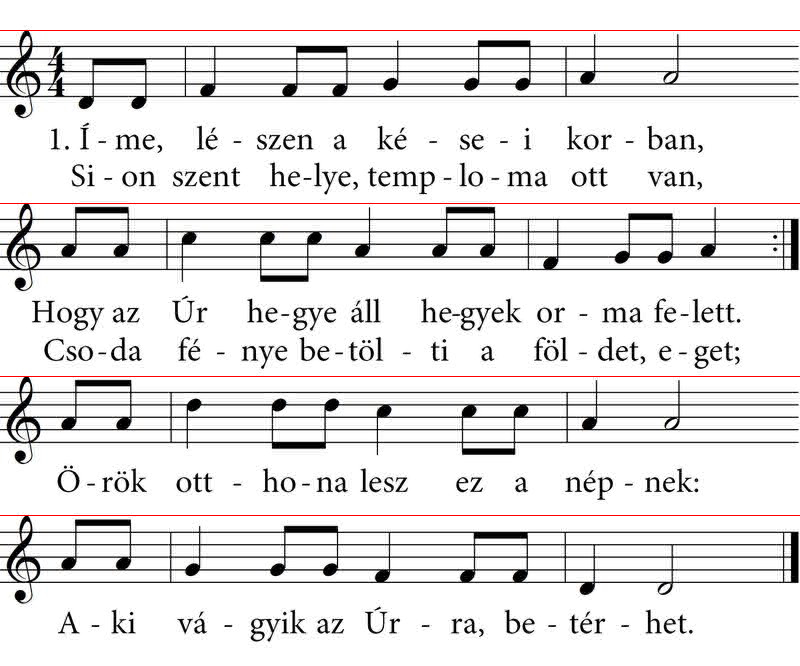 1. Í - me, lé - szen a ké - se - i kor - ban,
Si - on szent he-lye, temp - lo - ma ott van,
Hogy az Úr he-gye áll he-gyek or - ma fe-lett.
Cso-da fé - nye be-töl - ti a föl - det, e - get;
Ö - rök ott - ho-na lesz ez a nép - nek:
A - ki vá - gyik az Úr - ra, be - tér - het.